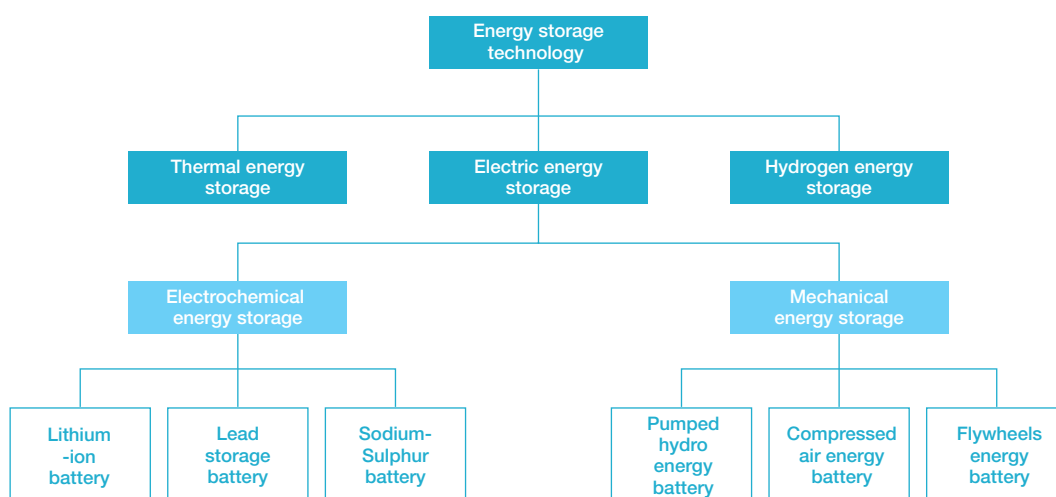 Energy storage
technology
Thermal energy
storage
Electric energy
storage
Hydrogen energy
storage
Electrochemical
energy storage
Mechanical
energy storage
Lithium
-ion battery
battery
Lead
storage
battery
Sodium-
Sulphur
battery
Pumped
hydro
energy
battery
Compressed
air energy
battery
Flywheels
energy
battery